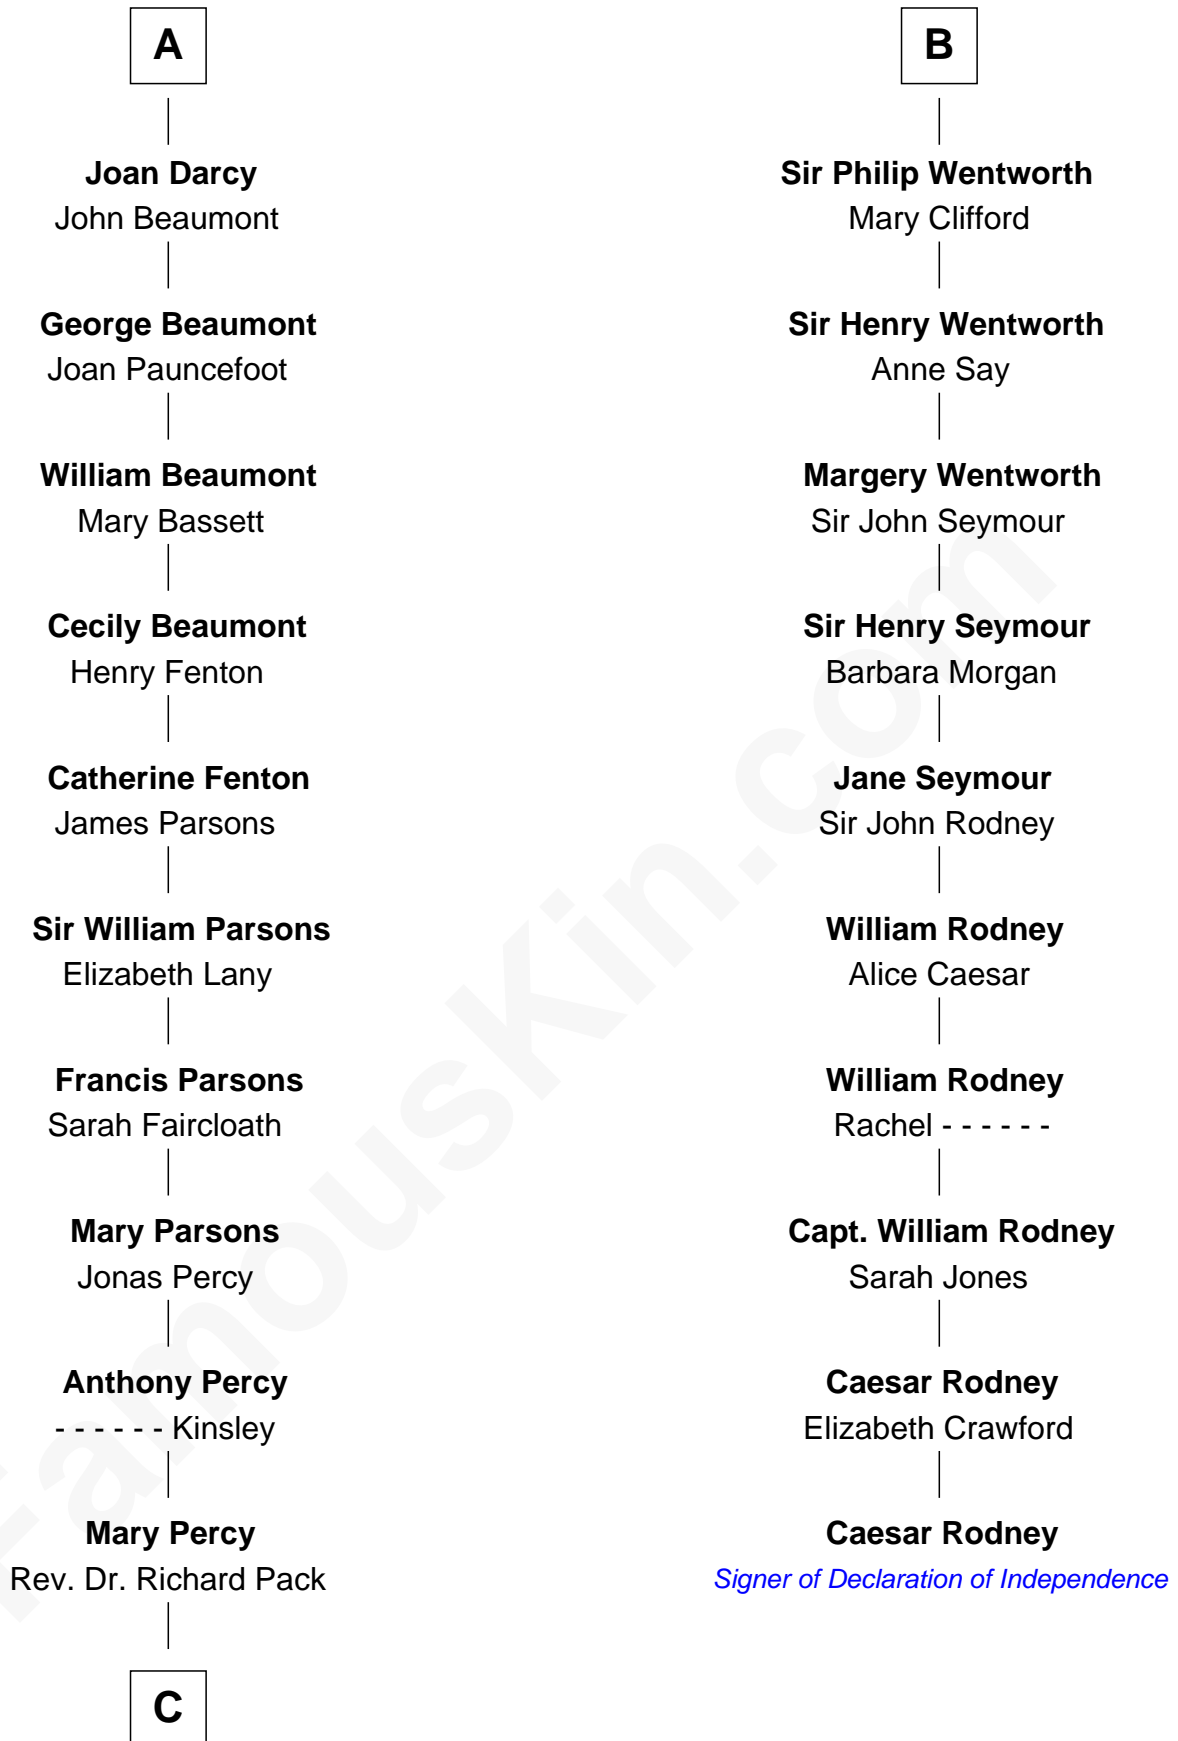 A
Joan Darcy
John Beaumont
George Beaumont
Joan Pauncefoot
William Beaumont
Mary Bassett
Cecily Beaumont
Henry Fenton
Catherine Fenton
James Parsons
Sir William Parsons
Elizabeth Lany
Francis Parsons
Sarah Faircloath
Mary Parsons
Jonas Percy
Anthony Percy
- - - - - - Kinsley
Mary Percy
Rev. Dr. Richard Pack
C
B
Sir Philip Wentworth
Mary Clifford
Sir Henry Wentworth
Anne Say
Margery Wentworth
Sir John Seymour
Sir Henry Seymour
Barbara Morgan
Jane Seymour
Sir John Rodney
William Rodney
Alice Caesar
William Rodney
Rachel - - - - - -
Capt. William Rodney
Sarah Jones
Caesar Rodney
Elizabeth Crawford
Caesar Rodney
Signer of Declaration of Independence
FamousKin.com